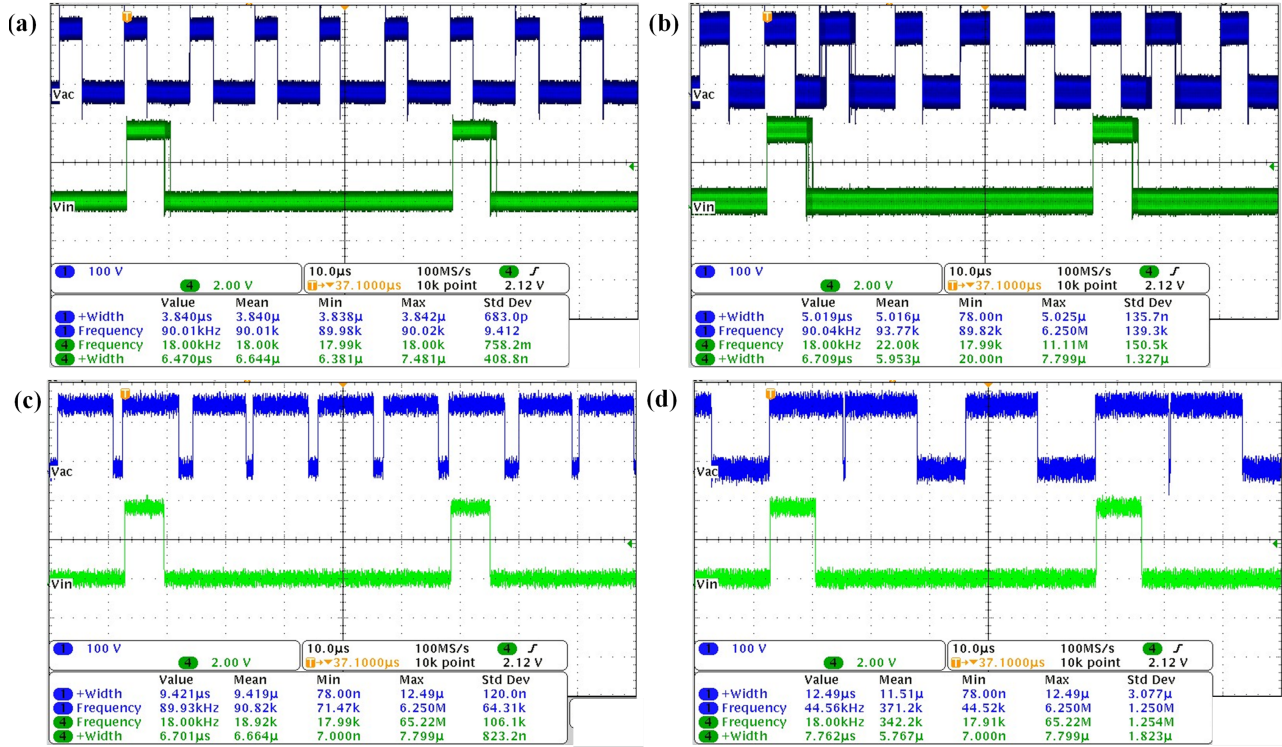 (a)
T
Vac
Vin
1 100 V
4 2.00 V
10.0µs 100MS/s 4
T→▼37.1000µs 10k point 2.12 V
Value Mean Min Max Std Dev
1 +Width 3.840µs 3.840µ 3.838µ 3.842µ 683.0p
1 Frequency 90.01kHz 90.01k 89.98k 90.02k 9.412
4 Frequency 18.00kHz 18.00k 17.99k 18.00k 758.2m
4 +Width 6.470µs 6.644µ 6.381µ 7.481µ 408.8n
(b)
T
Vac
Vin
1 100 V
4 2.00 V
10.0µs 100MS/s 4
T→▼37.1000µs 10k point 2.12 V
Value Mean Min Max Std Dev
1 +Width 5.019µs 5.016µ 78.00n 5.025µ 135.7n
1 Frequency 90.04kHz 93.77k 89.82k 6.250M 139.3k
4 Frequency 18.00kHz 22.00k 17.99k 11.11M 150.5k
4 +Width 6.709µs 5.953µ 20.00n 7.799µ 1.327µ
(c)
T
Vac
Vin
1 100 V
4 2.00 V
10.0µs 100MS/s 4
T→▼37.1000µs 10k point 2.12 V
Value Mean Min Max Std Dev
1 +Width 9.421µs 9.419µ 78.00n 12.49µ 120.0n
1 Frequency 89.93kHz 90.82k 71.47k 6.250M 64.31k
4 Frequency 18.00kHz 18.92k 17.99k 65.22M 106.1k
4 +Width 6.701µs 6.664µ 7.000n 7.799µ 823.2n
(d)
T
Vac
Vin
1 100 V
4 2.00 V
10.0µs 100MS/s 4
T→▼37.1000µs 10k point 2.12 V
Value Mean Min Max Std Dev
1 +Width 12.49µs 11.51µ 78.00n 12.49µ 3.077µ
1 Frequency 44.56kHz 371.2k 44.52k 6.250M 1.250M
4 Frequency 18.00kHz 342.2k 17.91k 65.22M 1.254M
4 +Width 7.762µs 5.767µ 7.000n 7.799µ 1.823µ